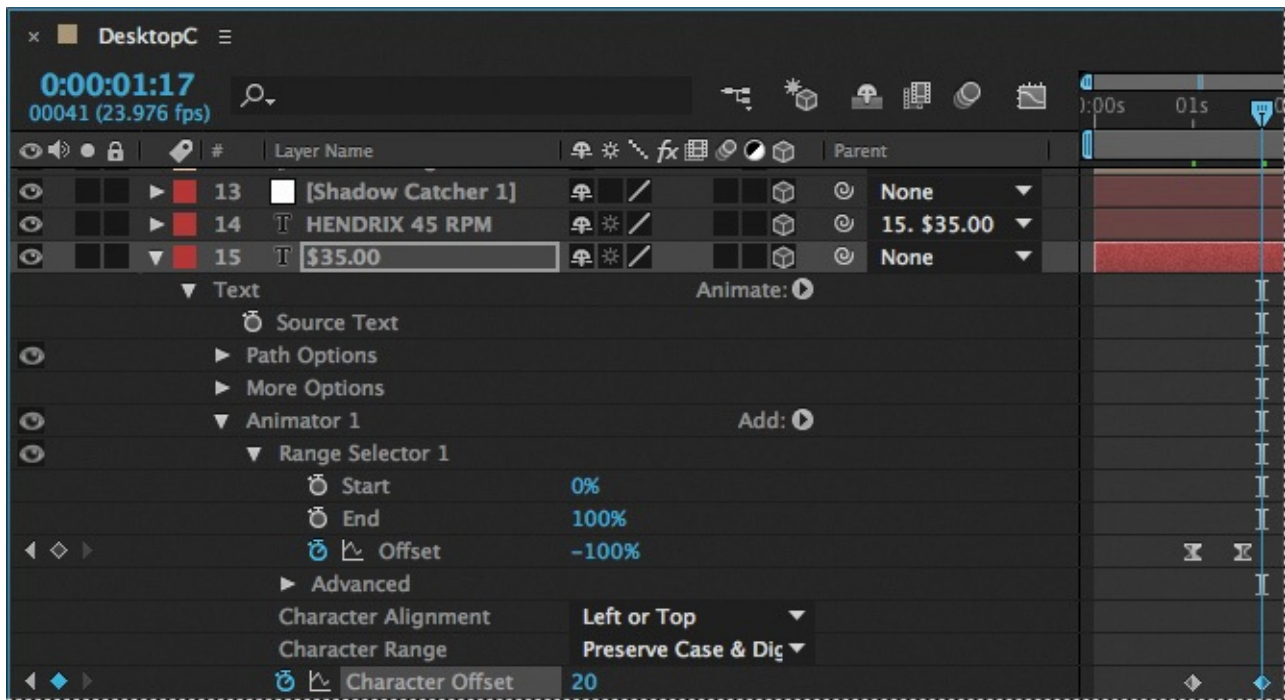 × DesktopC
0:00:01:17
00041 (23.976 fps)
):00s 01s
# Layer Name Parent
13 [Shadow Catcher 1] None
14 T HENDRIX 45 RPM 15. $35.00
15 T $35.00 None
Text Animate:
Source Text
Path Options
More Options
Animator 1 Add:
Range Selector 1
Start 0%
End 100%
Offset -100%
Advanced
Character Alignment Left or Top
Character Range Preserve Case & Dig
Character Offset 20